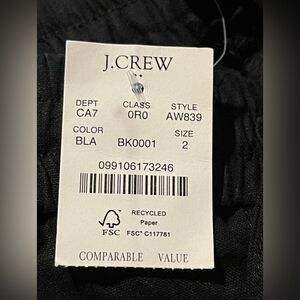 J.CREW
DEPT CLASS STYLE
CA7 0R0 AW839
COLOR SIZE
BLA BK0001 2
099106173246
RECYCLED
Paper
FSC FSC® C117781
COMPARABLE VALUE